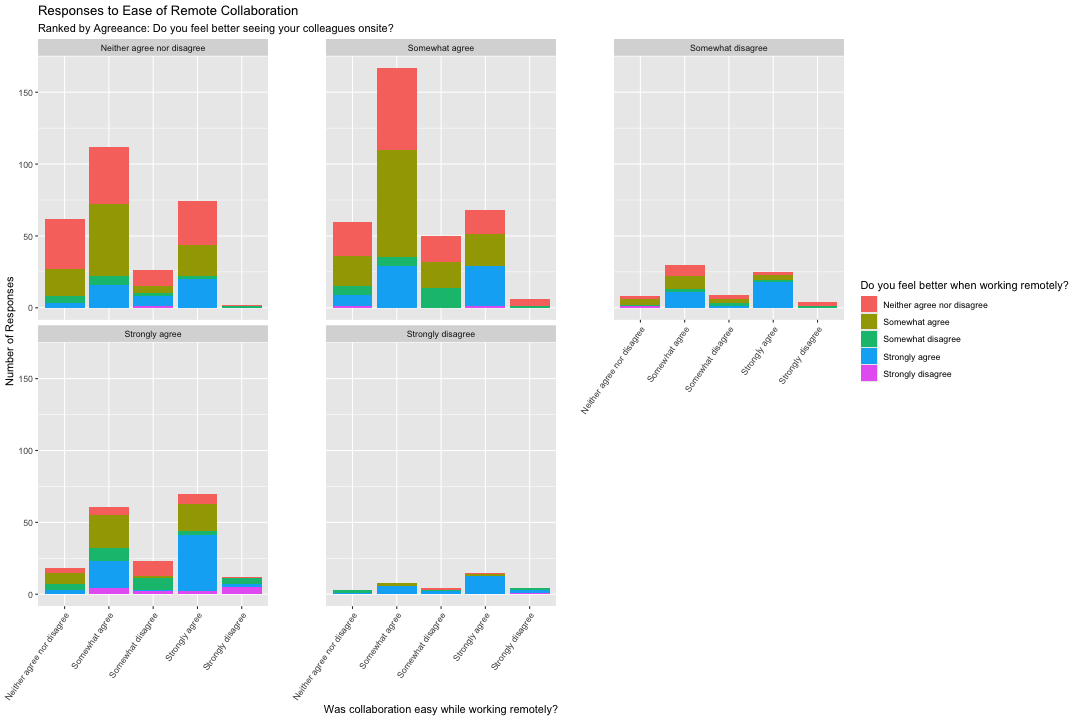 Responses to Ease of Remote Collaboration
Ranked by Agreeance: Do you feel better seeing your colleagues onsite?
Neither agree nor disagree
Somewhat agree
Somewhat disagree
150
100
50
0
Neither agree nor disagree
Somewhat agree
Somewhat disagree
Strongly agree
Strongly disagree
Do you feel better when working remotely?
Neither agree nor disagree
Somewhat agree
Somewhat disagree
Strongly agree
Strongly disagree
Number of Responses
Strongly agree
Strongly disagree
150
100
50
0
Neither agree nor disagree
Somewhat agree
Somewhat disagree
Strongly agree
Strongly disagree
Neither agree nor disagree
Somewhat agree
Somewhat disagree
Strongly agree
Strongly disagree
Was collaboration easy while working remotely?